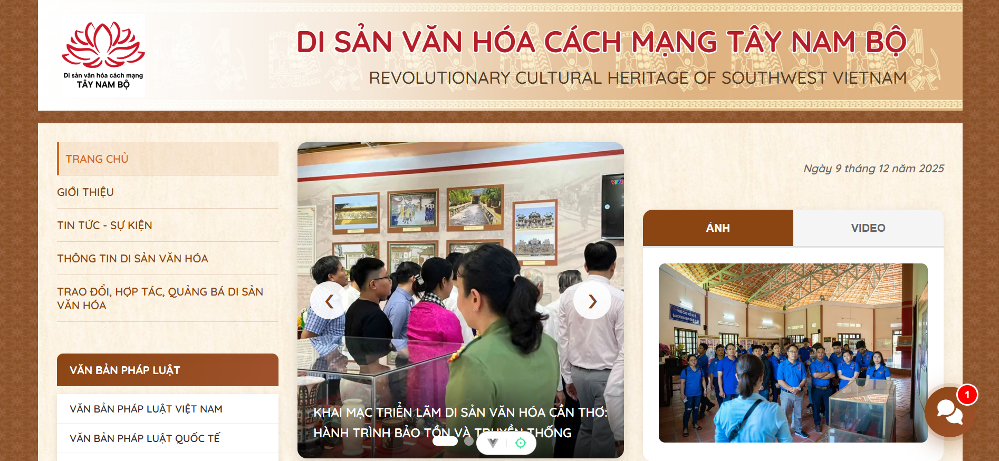 Di sản văn hóa cách mạng
TÂY NAM BỘ
DI SẢN VĂN HÓA CÁCH MẠNG TÂY NAM BỘ
REVOLUTIONARY CULTURAL HERITAGE OF SOUTHWEST VIETNAM
TRANG CHỦ
GIỚI THIỆU
TIN TỨC - SỰ KIỆN
THÔNG TIN DI SẢN VĂN HÓA
TRAO ĐỔI, HỢP TÁC, QUẢNG BÁ DI SẢN
VĂN HÓA
VĂN BẢN PHÁP LUẬT
VĂN BẢN PHÁP LUẬT VIỆT NAM
VĂN BẢN PHÁP LUẬT QUỐC TẾ
KHAI MẠC TRIỂN LÃM DI SẢN VĂN HÓA CẦN THƠ:
HÀNH TRÌNH BẢO TỒN VÀ TRUYỀN THỐNG
Ngày 9 tháng 12 năm 2025
ẢNH
VIDEO
1